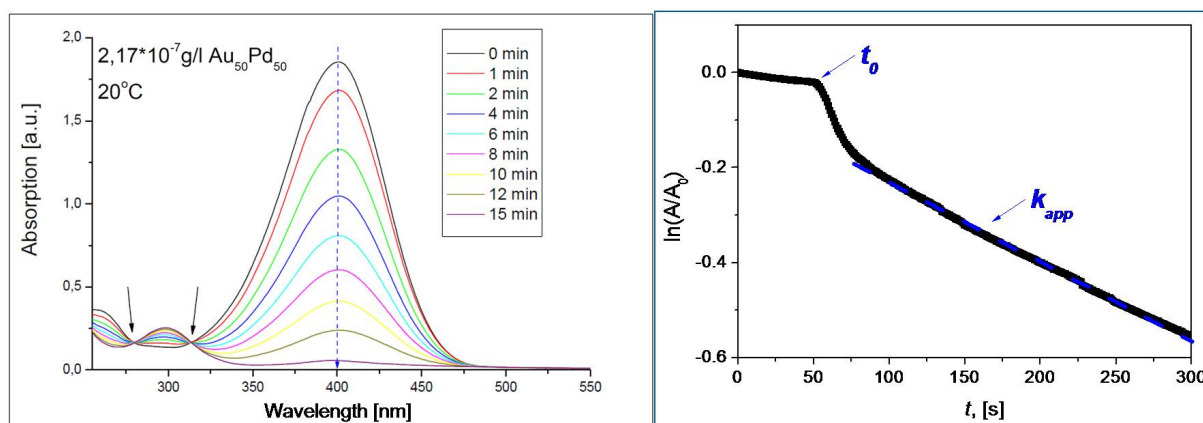 2,17*10⁻⁷g/l Au₅₀Pd₅₀
20°C
Absorption [a.u.]
2,0
1,5
1,0
0,5
0,0
300
350
400
450
500
550
Wavelength [nm]
0 min
1 min
2 min
4 min
6 min
8 min
10 min
12 min
15 min
ln(A/A₀)
0.0
-0.2
-0.4
-0.6
t₀
kapp
0
50
100
150
200
250
300
t, [s]